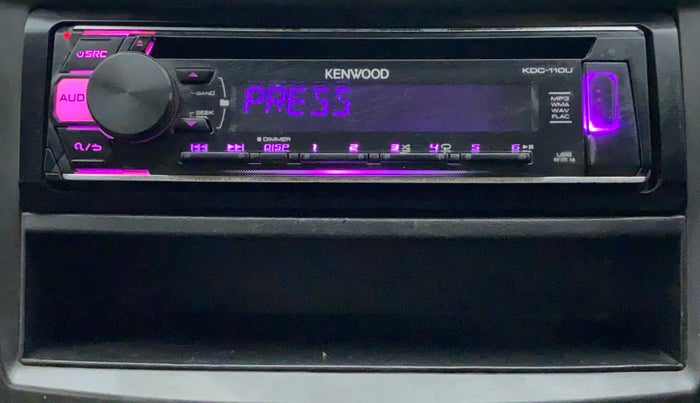 SRC
KENWOOD
KDC-110U
AUD
BAND
SEEK
PRESS
MP3
WMA
WAV
FLAC
DIMMER
DISP 1 2 3 4 5 6
USB